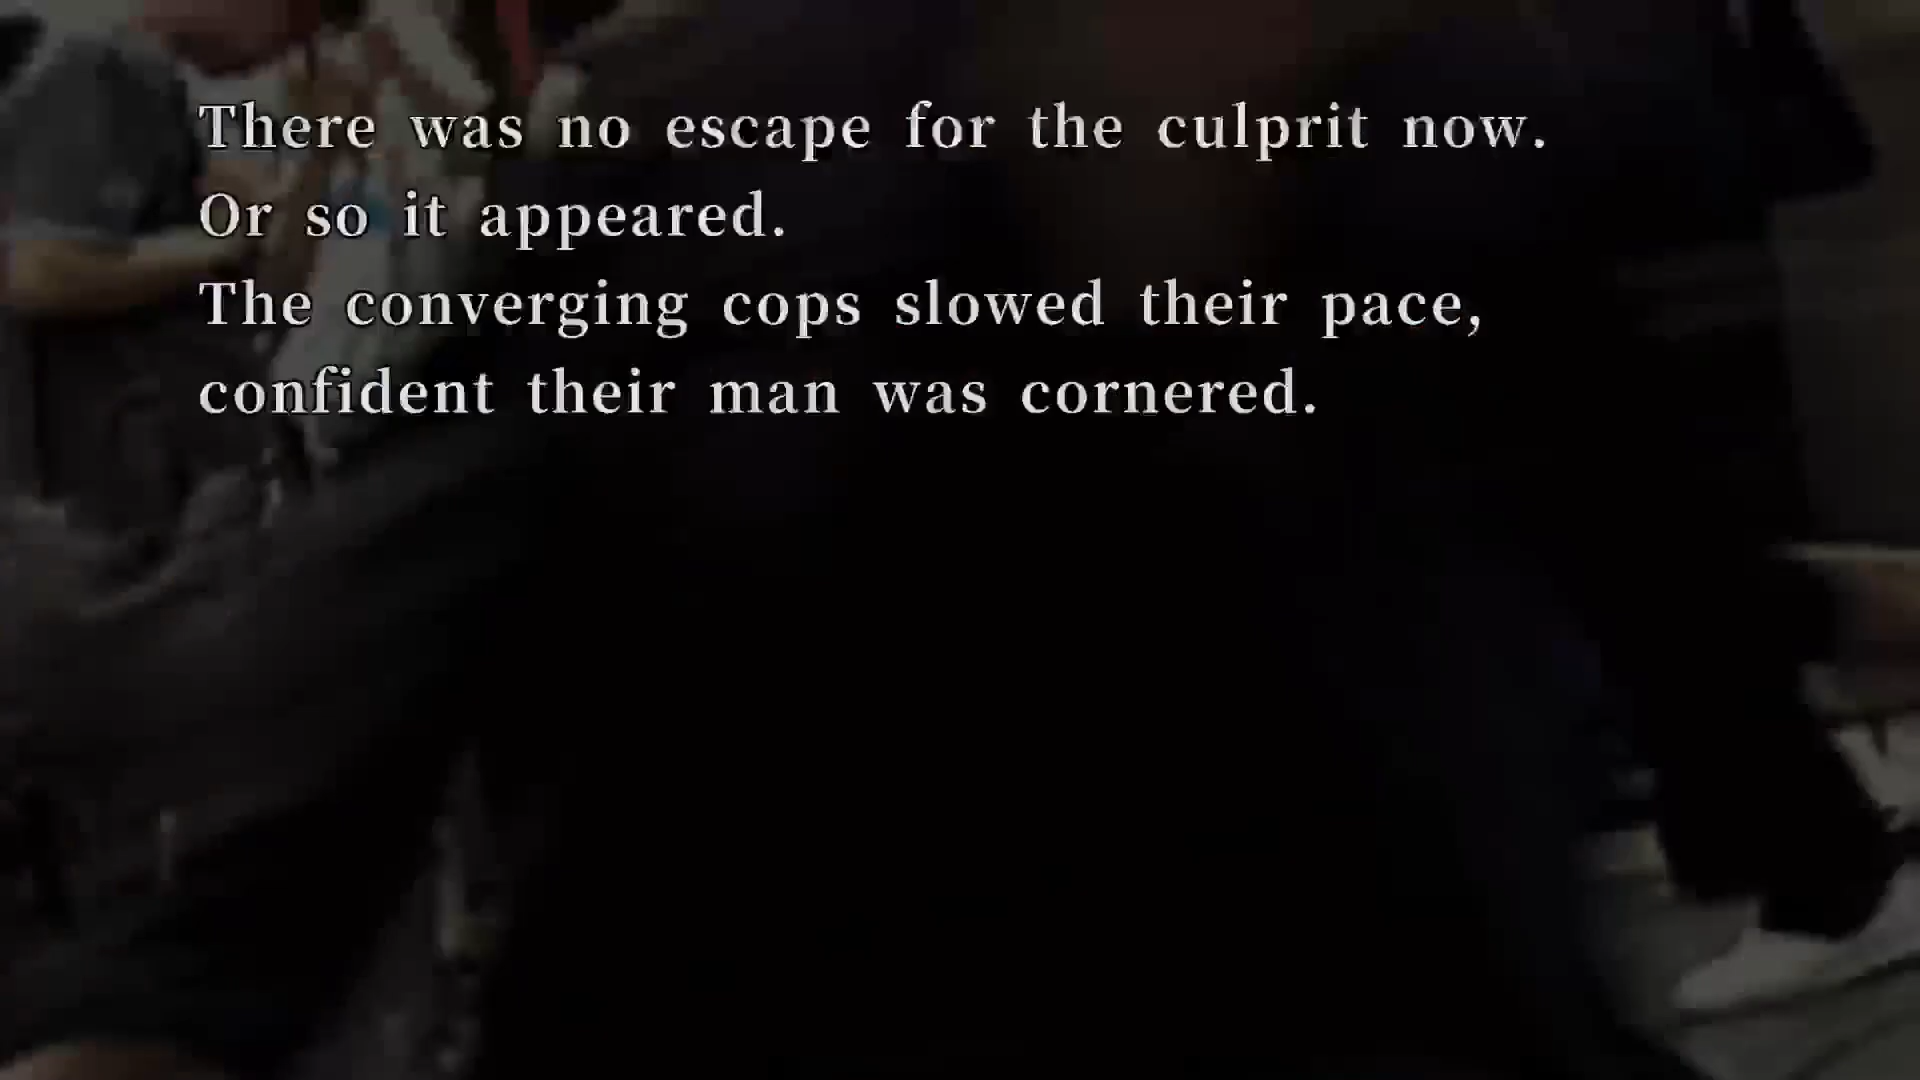 There was no escape for the culprit now.
Or so it appeared.
The converging cops slowed their pace,
confident their man was cornered.